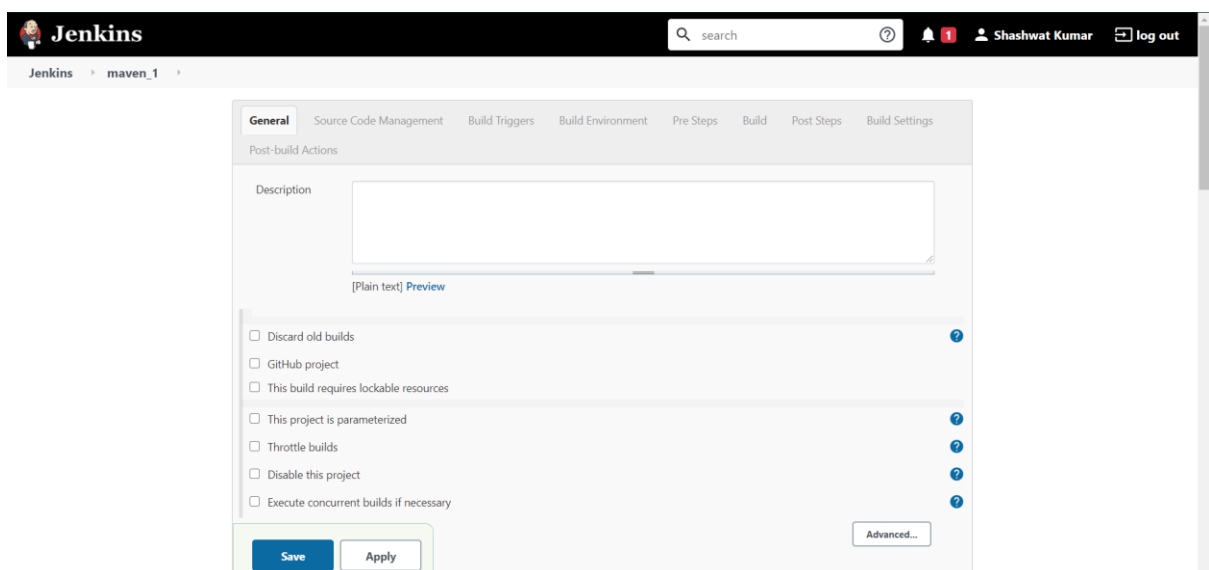 Jenkins search 1 Shashwat Kumar log out
Jenkins maven_1
General Source Code Management Build Triggers Build Environment Pre Steps Build Post Steps Build Settings
Post-build Actions
Description
[Plain text] Preview
Discard old builds ?
GitHub project
This build requires lockable resources
This project is parameterized ?
Throttle builds ?
Disable this project ?
Execute concurrent builds if necessary ?
Advanced...
Save Apply